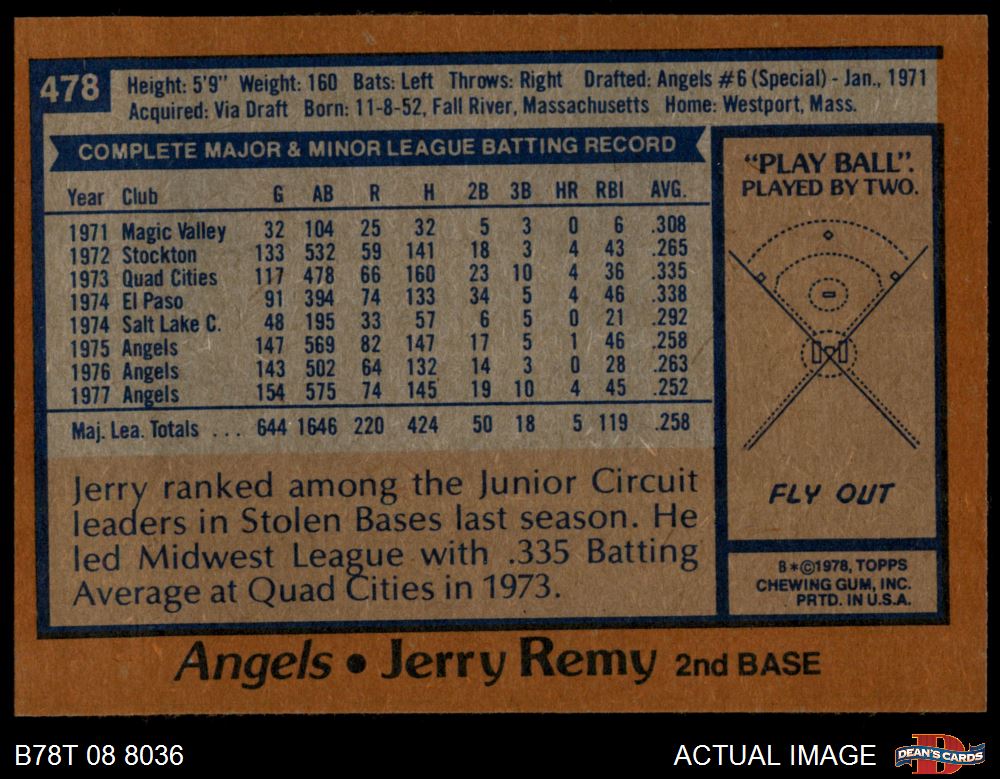 478
Height: 5'9" Weight: 160 Bats: Left Throws: Right Drafted: Angels #6 (Special) - Jan., 1971
Acquired: Via Draft Born: 11-8-52, Fall River, Massachusetts Home: Westport, Mass.
COMPLETE MAJOR & MINOR LEAGUE BATTING RECORD
Year Club G AB R H 2B 3B HR RBI AVG.
1971 Magic Valley 32 104 25 32 5 3 0 6 .308
1972 Stockton 133 532 59 141 18 3 4 43 .265
1973 Quad Cities 117 478 66 160 23 10 4 36 .335
1974 El Paso 91 394 74 133 34 5 4 46 .338
1974 Salt Lake C. 48 195 33 57 6 5 0 21 .292
1975 Angels 147 569 82 147 17 5 1 46 .258
1976 Angels 143 502 64 132 14 3 0 28 .263
1977 Angels 154 575 74 145 19 10 4 45 .252
Maj. Lea. Totals ... 644 1646 220 424 50 18 5 119 .258
Jerry ranked among the Junior Circuit
leaders in Stolen Bases last season. He
led Midwest League with .335 Batting
Average at Quad Cities in 1973.
"PLAY BALL".
PLAYED BY TWO.
FLY OUT
B*©1978, TOPPS
CHEWING GUM, INC.
PRTD. IN U.S.A.
Angels • Jerry Remy 2nd BASE
B78T 08 8036
ACTUAL IMAGE
D
DEAN'S CARDS